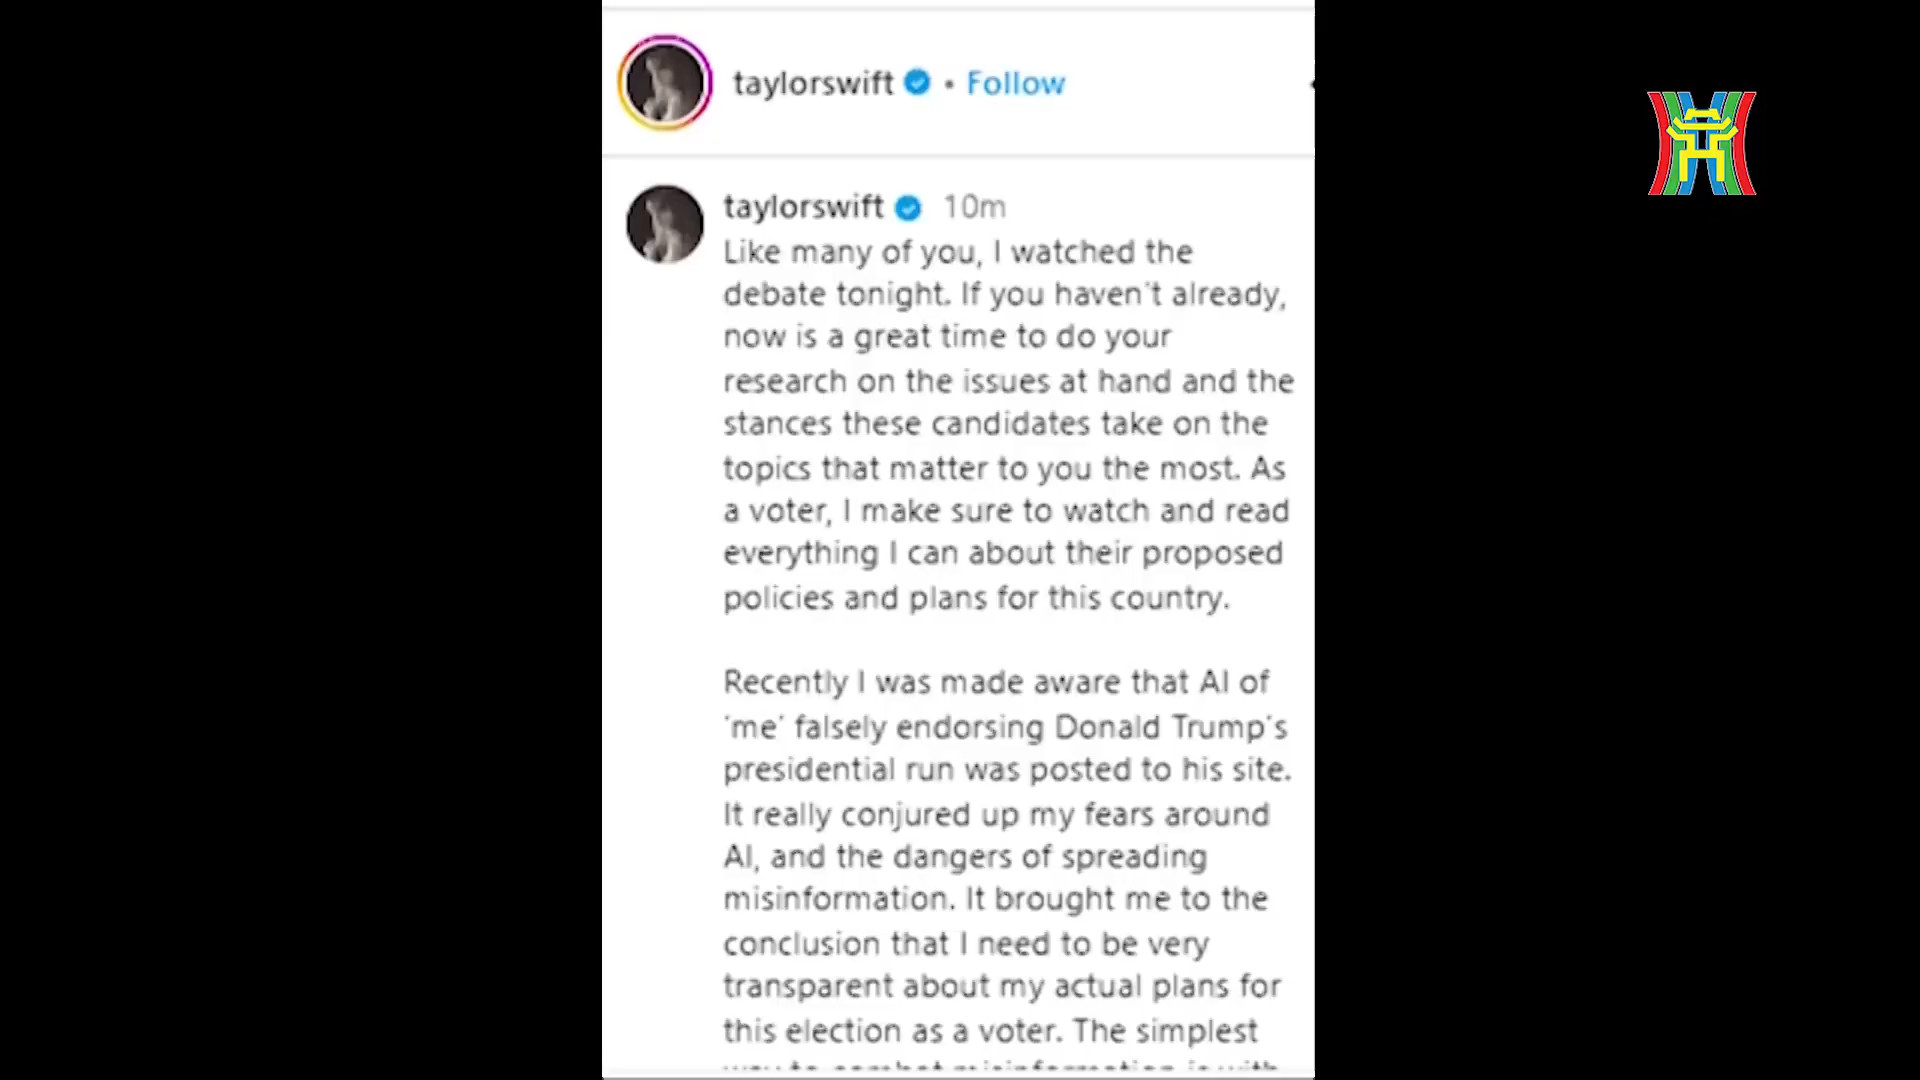 taylorswift • Follow
taylorswift 10m
Like many of you, I watched the
debate tonight. If you haven't already,
now is a great time to do your
research on the issues at hand and the
stances these candidates take on the
topics that matter to you the most. As
a voter, I make sure to watch and read
everything I can about their proposed
policies and plans for this country.
Recently I was made aware that AI of
'me' falsely endorsing Donald Trump's
presidential run was posted to his site.
It really conjured up my fears around
AI, and the dangers of spreading
misinformation. It brought me to the
conclusion that I need to be very
transparent about my actual plans for
this election as a voter. The simplest